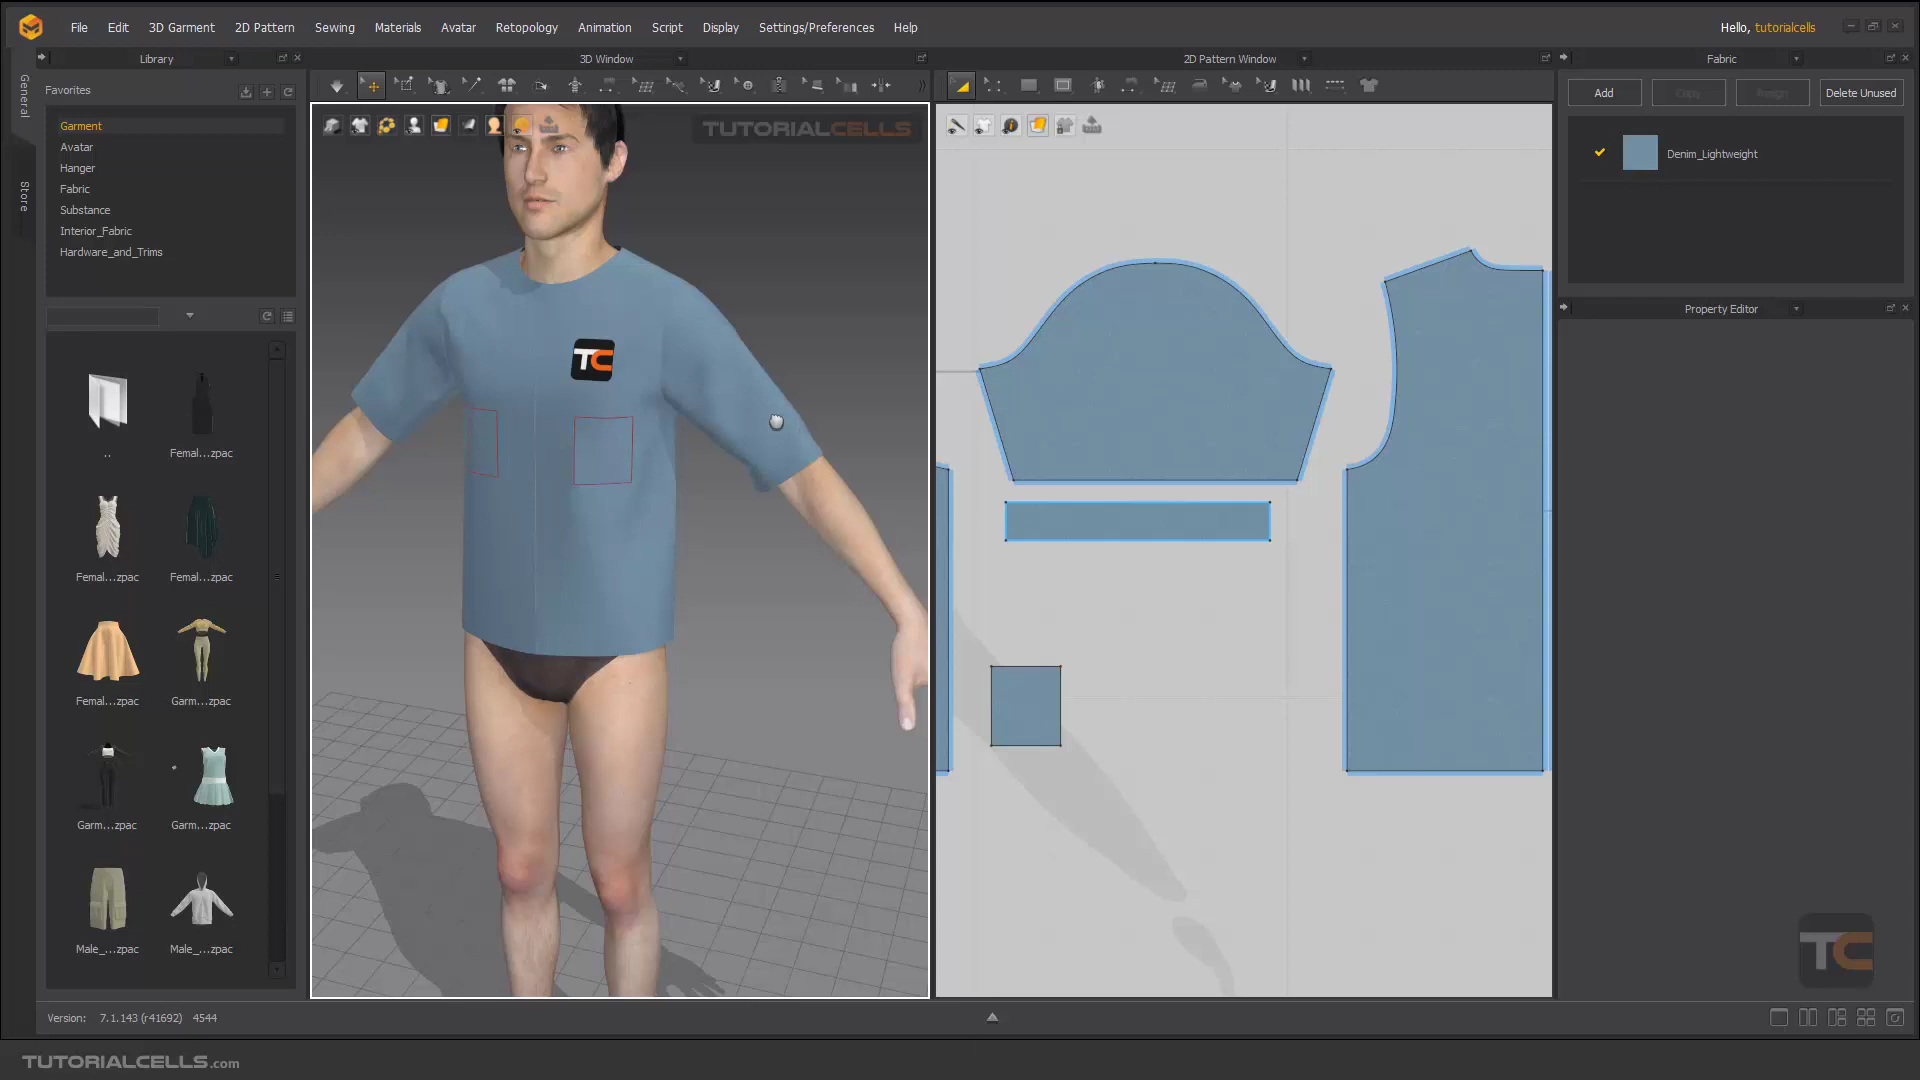 File Edit 3D Garment 2D Pattern Sewing Materials Avatar Retopology Animation Script Display Settings/Preferences Help
Hello, tutorialcells
General
Store
Library
Favorites
Garment
Avatar
Hanger
Fabric
Substance
Interior_Fabric
Hardware_and_Trims
..
Femal...zpac
Femal...zpac
Femal...zpac
Femal...zpac
Garm...zpac
Garm...zpac
Garm...zpac
Male_...zpac
Male_...zpac
3D Window
TUTORIALCELLS
TC
2D Pattern Window
Fabric
Add Copy Assign Delete Unused
Denim_Lightweight
Property Editor
TC
Version: 7.1.143 (r41692) 4544
TUTORIALCELLS.com